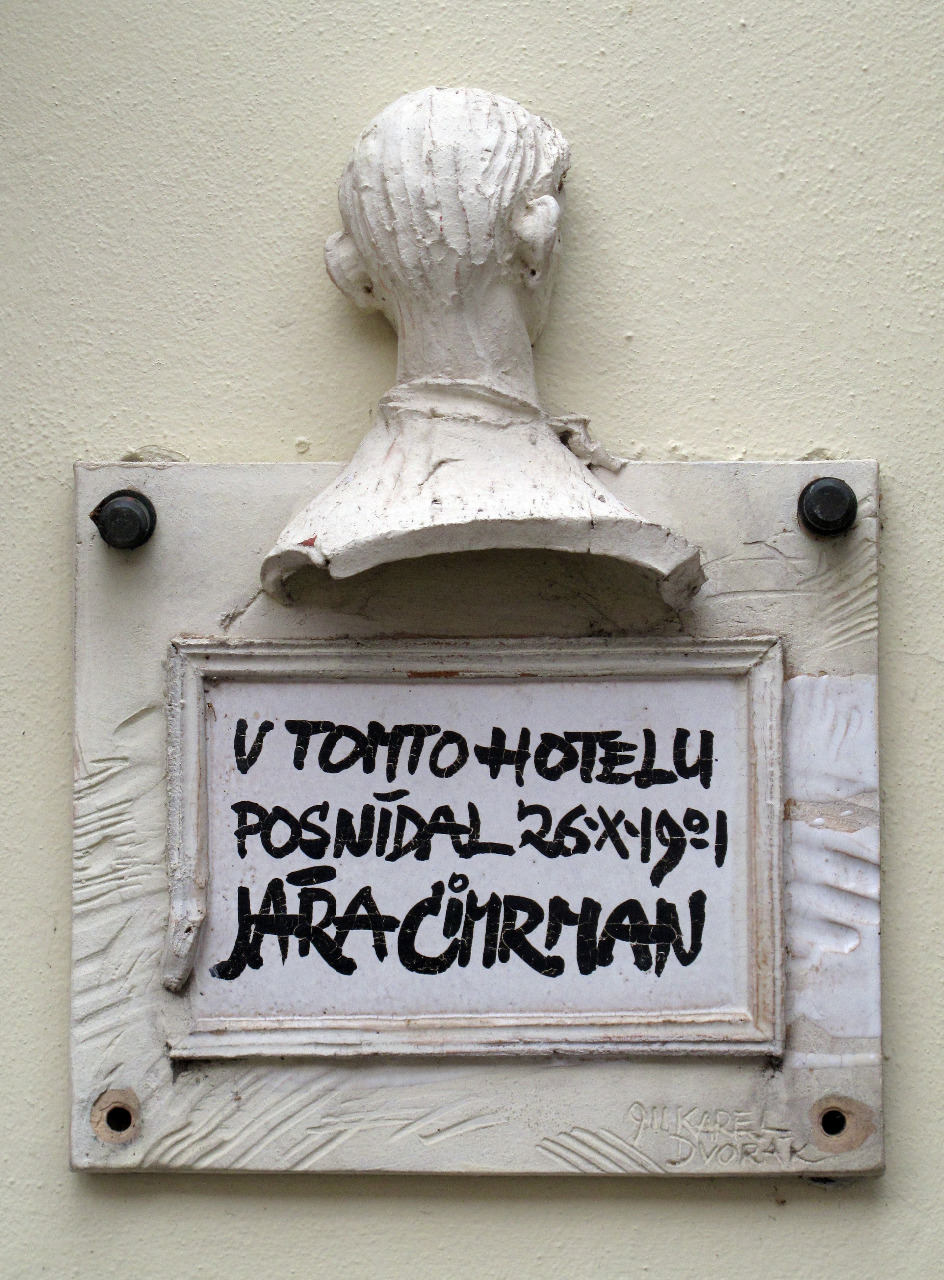 V TOMTO HOTELU
POSNÍDAL 26·X·1901
JÁRA CIMRMAN
KAREL
DVOŘÁK